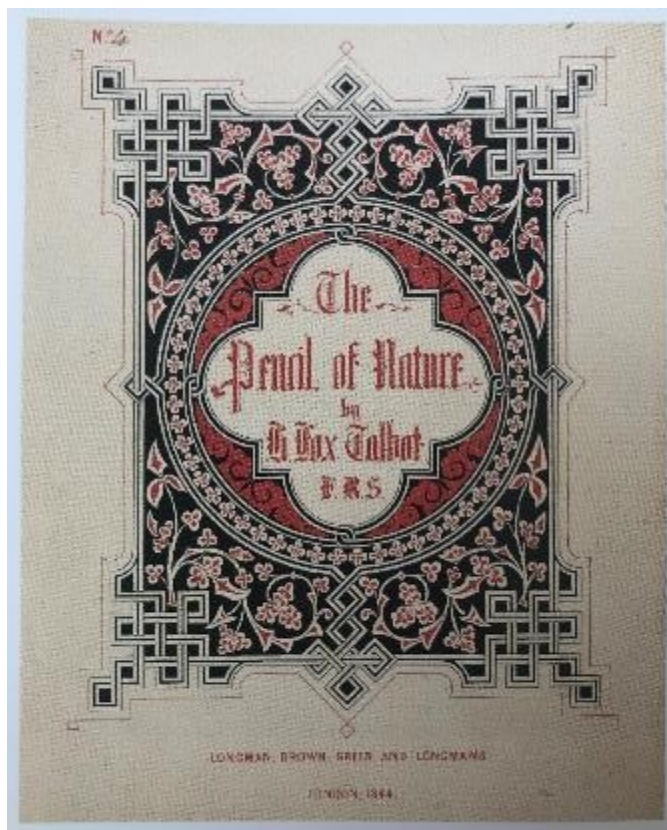 No. 4
The
Pencil of Nature
by
H Fox Talbot
F.R.S
LONGMAN, BROWN, GREEN, AND LONGMANS
LONDON, 1844.